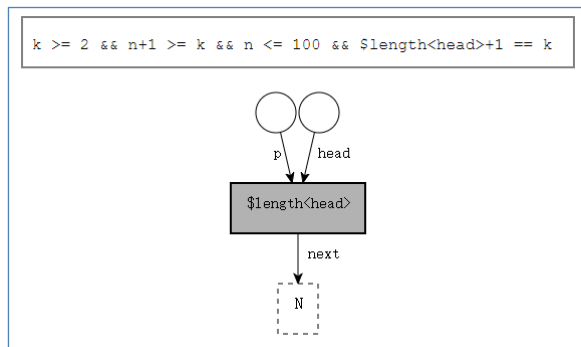 k >= 2 && n+1 >= k && n <= 100 && $length<head>+1 == k
p head
$length<head>
next
N